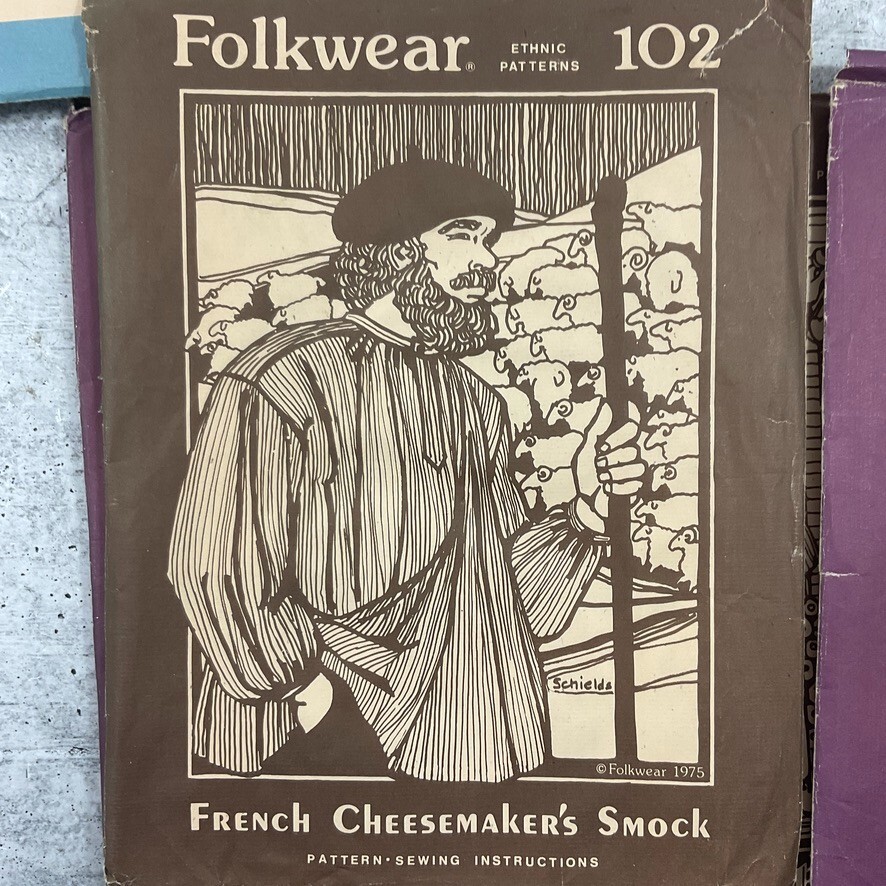 Folkwear® ETHNIC PATTERNS 102
Schields
©Folkwear 1975
FRENCH CHEESEMAKER'S SMOCK
PATTERN·SEWING INSTRUCTIONS